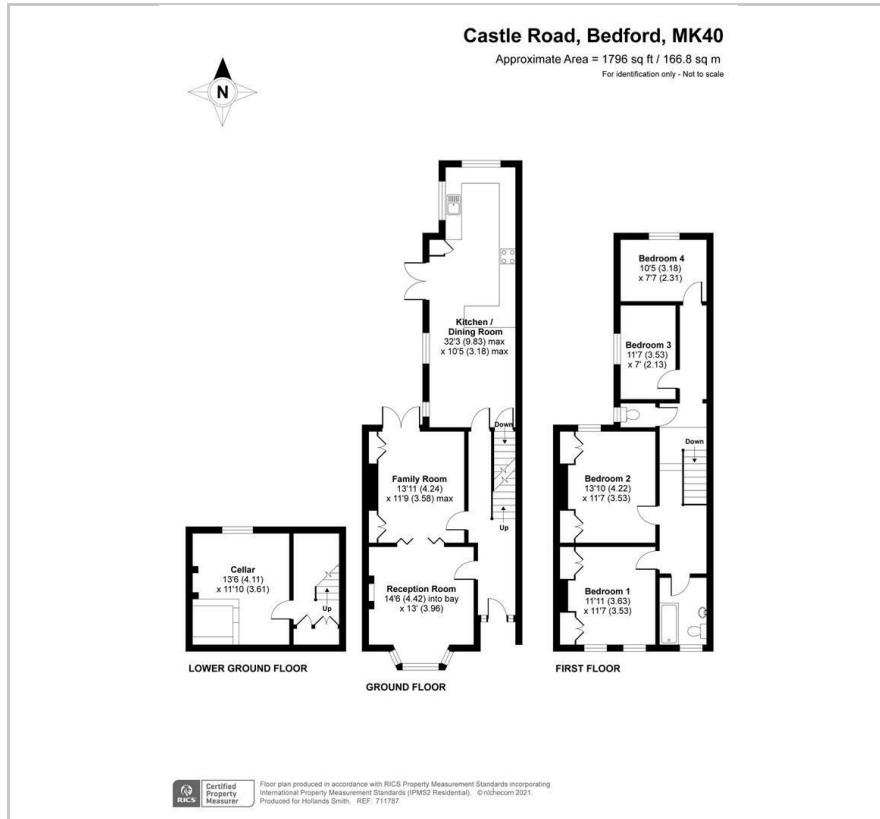 Castle Road, Bedford, MK40
Approximate Area = 1796 sq ft / 166.8 sq m
For identification only - Not to scale
N
Kitchen /
Dining Room
32'3 (9.83) max
x 10'5 (3.18) max
Down
Family Room
13'11 (4.24)
x 11'9 (3.58) max
Up
Reception Room
14'6 (4.42) into bay
x 13' (3.96)
GROUND FLOOR
Cellar
13'6 (4.11)
x 11'10 (3.61)
Up
LOWER GROUND FLOOR
Bedroom 4
10'5 (3.18)
x 7'7 (2.31)
Bedroom 3
11'7 (3.53)
x 7' (2.13)
Down
Bedroom 2
13'10 (4.22)
x 11'7 (3.53)
Bedroom 1
11'11 (3.63)
x 11'7 (3.53)
FIRST FLOOR
RICS
Certified
Property
Measurer
Floor plan produced in accordance with RICS Property Measurement Standards incorporating
International Property Measurement Standards (IPMS2 Residential). ©nichecom 2021.
Produced for Hollands Smith. REF: 711787